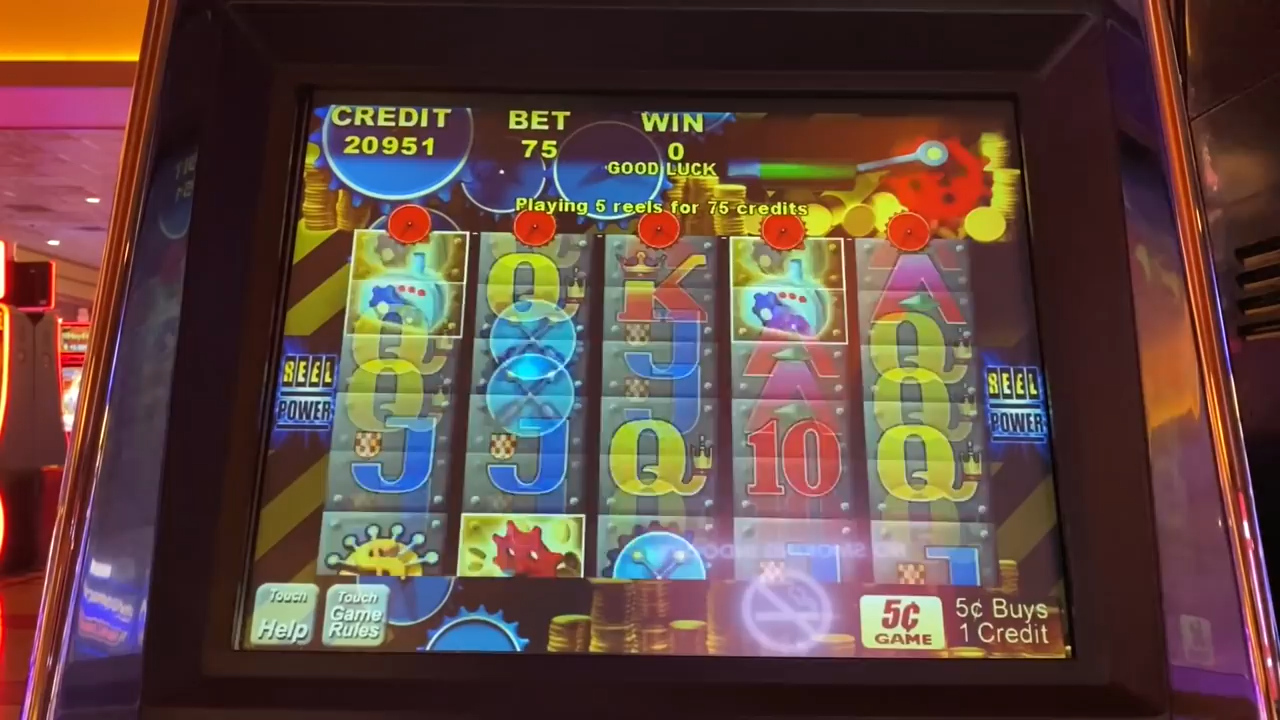 CREDIT BET WIN
20951 75 0
GOOD LUCK
Playing 5 reels for 75 credits
Q K A
Q J A Q
Q J Q
J J Q 10 Q
J J
REEL POWER
REEL POWER
Touch Help
Touch Game Rules
5¢ GAME
5¢ Buys
1 Credit